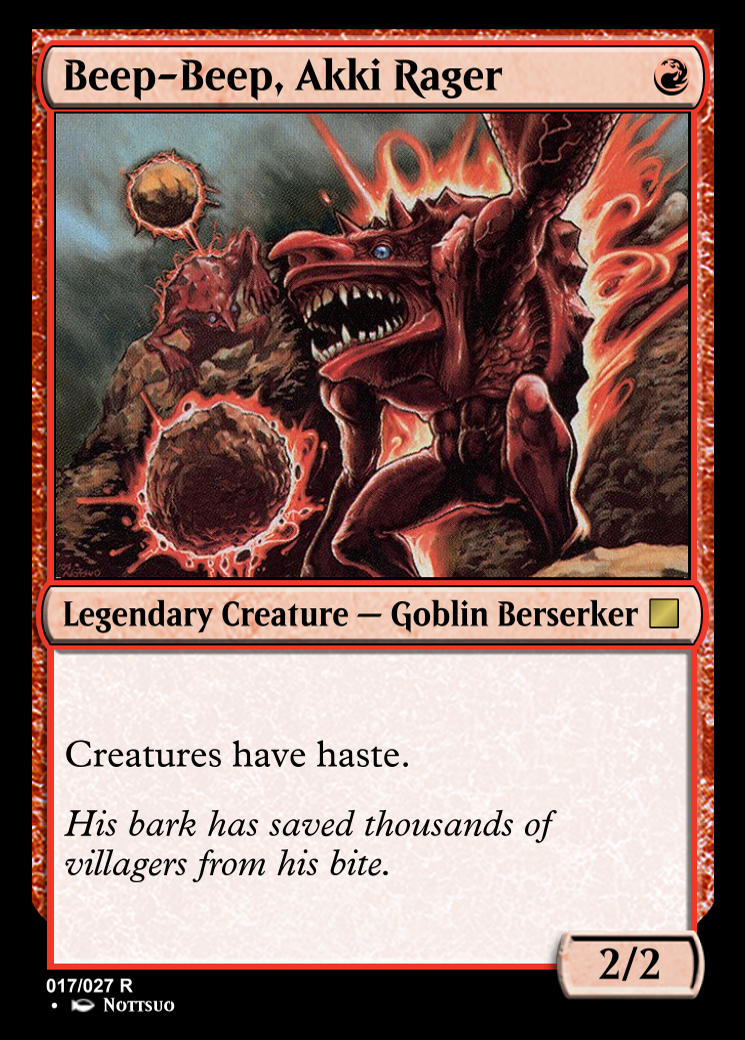 Beep-Beep, Akki Rager
Legendary Creature — Goblin Berserker
Creatures have haste.
His bark has saved thousands of
villagers from his bite.
2/2
017/027 R
• Nottsuo